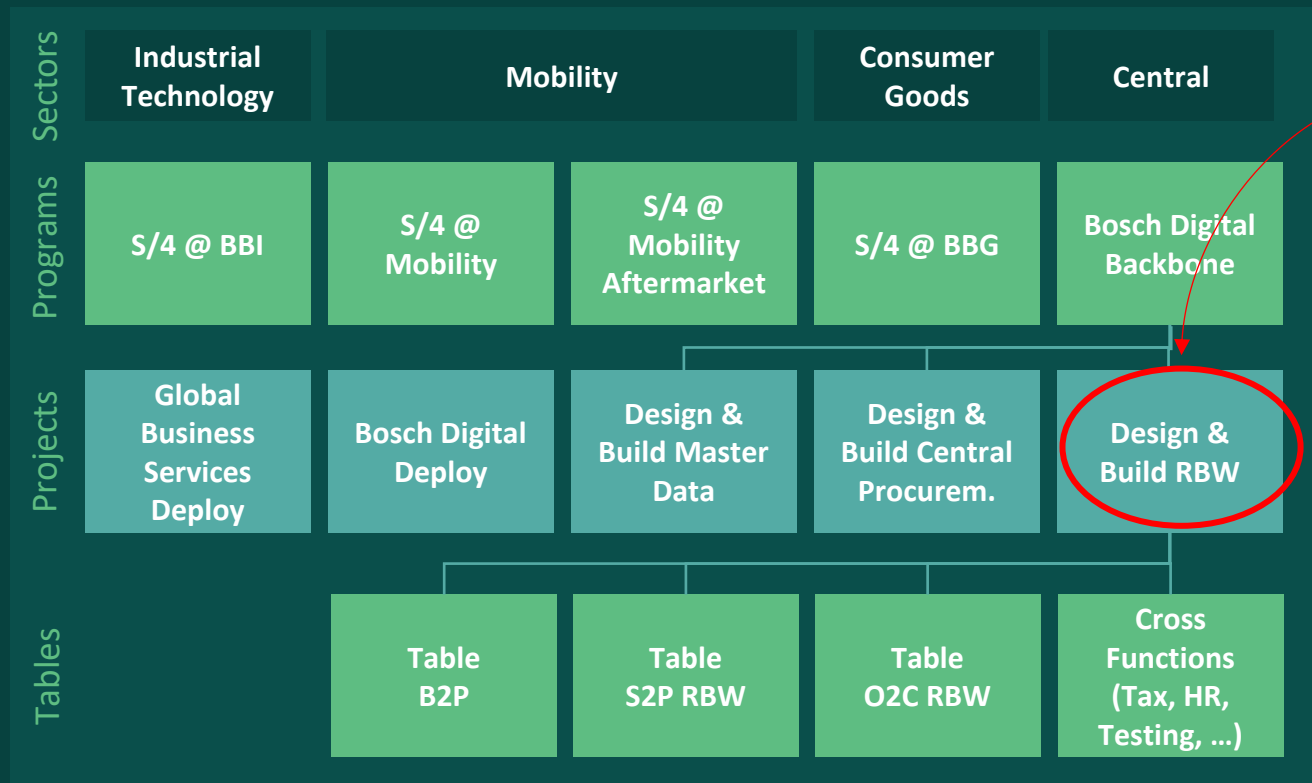 Sectors
Industrial
Technology
Mobility
Consumer
Goods
Central
Programs
S/4 @ BBI
S/4 @
Mobility
S/4 @
Mobility
Aftermarket
S/4 @ BBG
Bosch Digital
Backbone
Projects
Global
Business
Services
Deploy
Bosch Digital
Deploy
Design &
Build Master
Data
Design &
Build Central
Procurem.
Design &
Build RBW
Tables
Table
B2P
Table
S2P RBW
Table
O2C RBW
Cross
Functions
(Tax, HR,
Testing, …)